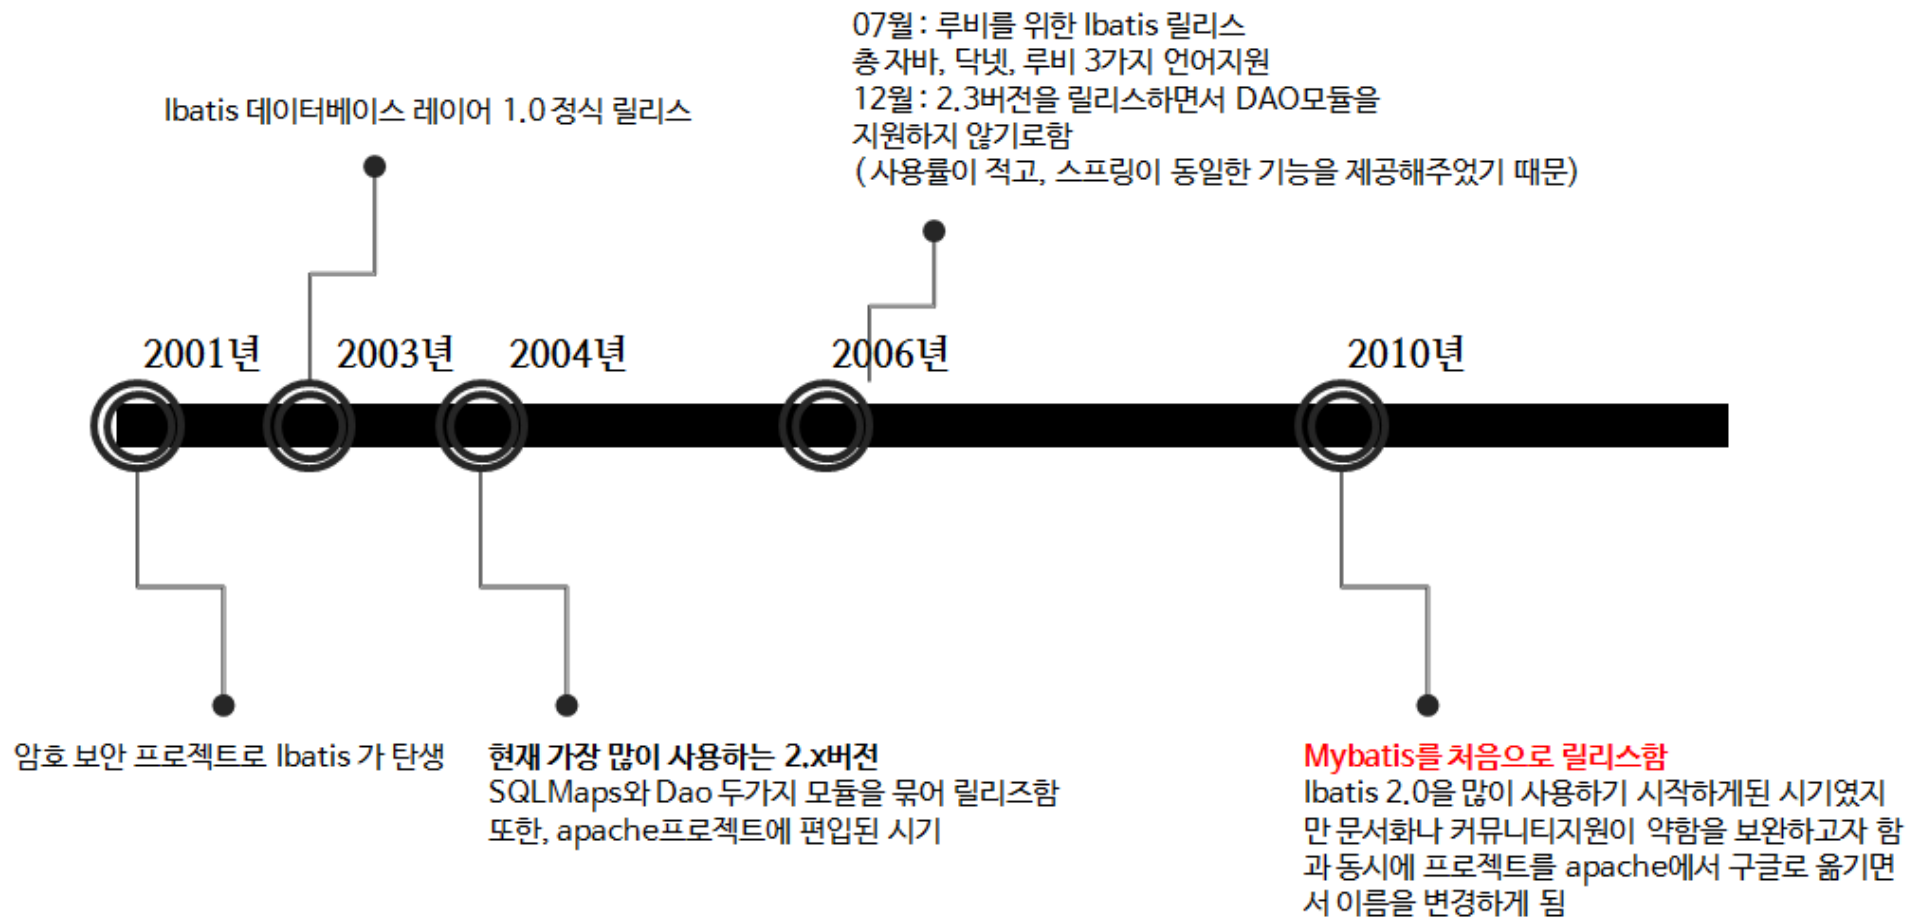 07월 : 루비를 위한 Ibatis 릴리스
총 자바, 닷넷, 루비 3가지 언어지원
12월 : 2.3버전을 릴리스하면서 DAO모듈을
지원하지 않기로함
( 사용률이 적고, 스프링이 동일한 기능을 제공해주었기 때문)
Ibatis 데이터베이스 레이어 1.0 정식 릴리스
2001년
2003년
2004년
2006년
2010년
암호 보안 프로젝트로 Ibatis 가 탄생
현재 가장 많이 사용하는 2.x버전
SQLMaps와 Dao 두가지 모듈을 묶어 릴리즈함
또한, apache프로젝트에 편입된 시기
Mybatis를 처음으로 릴리스함
Ibatis 2.0을 많이 사용하기 시작하게된 시기였지
만 문서화나 커뮤니티지원이 약함을 보완하고자 함
과 동시에 프로젝트를 apache에서 구글로 옮기면
서 이름을 변경하게 됨